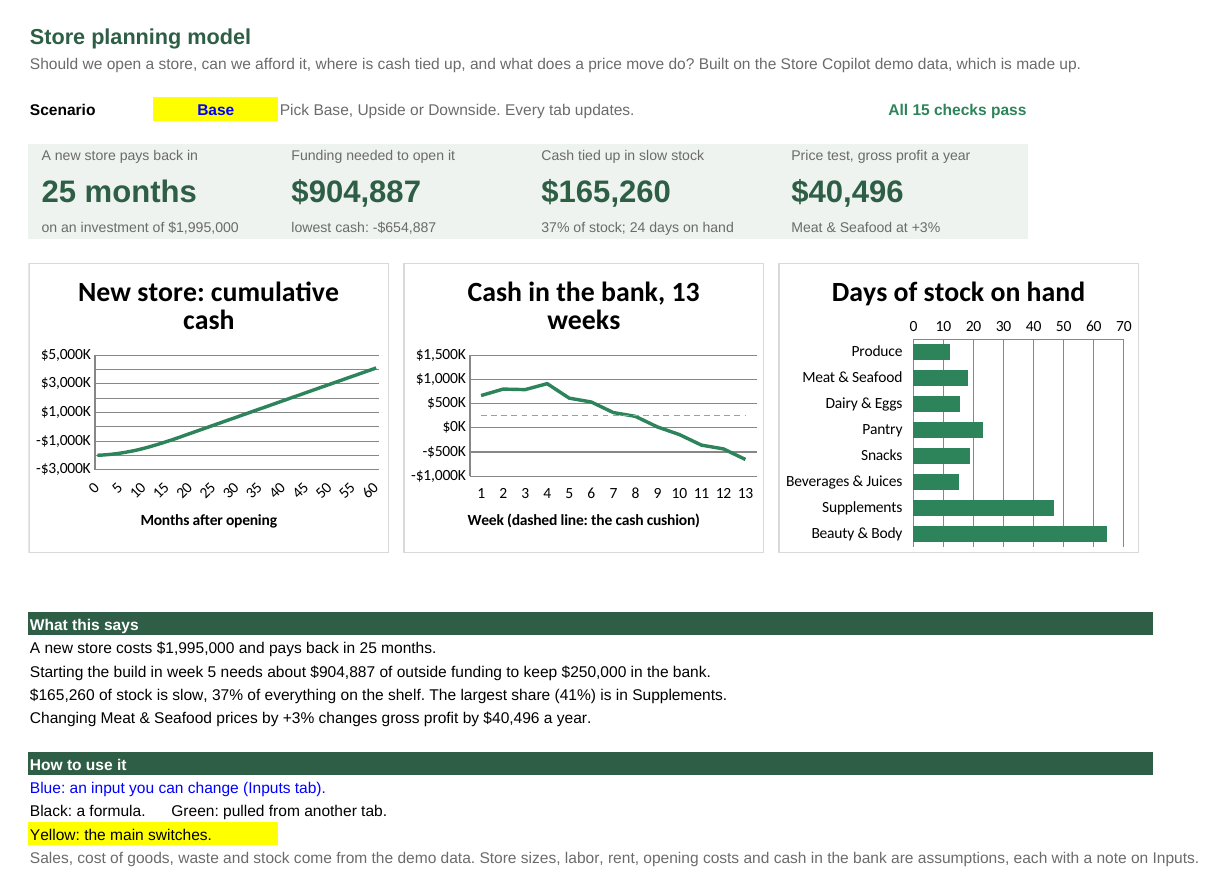 Store planning model
Should we open a store, can we afford it, where is cash tied up, and what does a price move do? Built on the Store Copilot demo data, which is made up.
Scenario Base Pick Base, Upside or Downside. Every tab updates. All 15 checks pass
A new store pays back in
25 months
on an investment of $1,995,000
Funding needed to open it
$904,887
lowest cash: -$654,887
Cash tied up in slow stock
$165,260
37% of stock; 24 days on hand
Price test, gross profit a year
$40,496
Meat & Seafood at +3%
New store: cumulative
cash
$5,000K
$3,000K
$1,000K
-$1,000K
-$3,000K
0 5 10 15 20 25 30 35 40 45 50 55 60
Months after opening
Cash in the bank, 13
weeks
$1,500K
$1,000K
$500K
$0K
-$500K
-$1,000K
1 2 3 4 5 6 7 8 9 10 11 12 13
Week (dashed line: the cash cushion)
Days of stock on hand
0 10 20 30 40 50 60 70
Produce
Meat & Seafood
Dairy & Eggs
Pantry
Snacks
Beverages & Juices
Supplements
Beauty & Body
What this says
A new store costs $1,995,000 and pays back in 25 months.
Starting the build in week 5 needs about $904,887 of outside funding to keep $250,000 in the bank.
$165,260 of stock is slow, 37% of everything on the shelf. The largest share (41%) is in Supplements.
Changing Meat & Seafood prices by +3% changes gross profit by $40,496 a year.
How to use it
Blue: an input you can change (Inputs tab).
Black: a formula. Green: pulled from another tab.
Yellow: the main switches.
Sales, cost of goods, waste and stock come from the demo data. Store sizes, labor, rent, opening costs and cash in the bank are assumptions, each with a note on Inputs.